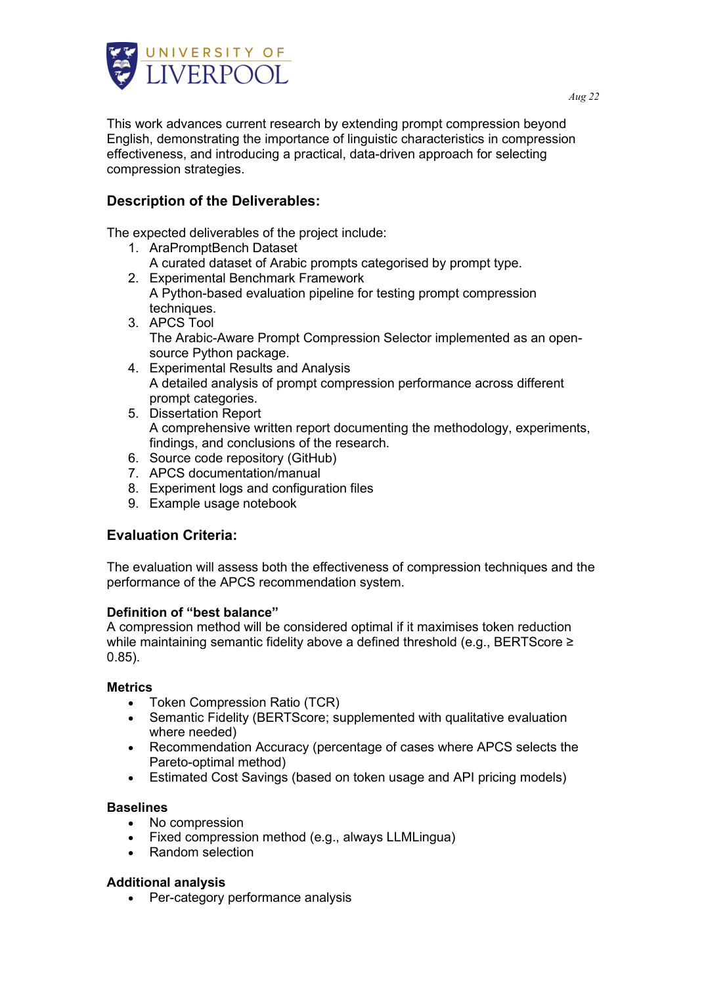 UNIVERSITY OF
LIVERPOOL
Aug 22
This work advances current research by extending prompt compression beyond
English, demonstrating the importance of linguistic characteristics in compression
effectiveness, and introducing a practical, data-driven approach for selecting
compression strategies.
Description of the Deliverables:
The expected deliverables of the project include:
1. AraPromptBench Dataset
A curated dataset of Arabic prompts categorised by prompt type.
2. Experimental Benchmark Framework
A Python-based evaluation pipeline for testing prompt compression
techniques.
3. APCS Tool
The Arabic-Aware Prompt Compression Selector implemented as an open-
source Python package.
4. Experimental Results and Analysis
A detailed analysis of prompt compression performance across different
prompt categories.
5. Dissertation Report
A comprehensive written report documenting the methodology, experiments,
findings, and conclusions of the research.
6. Source code repository (GitHub)
7. APCS documentation/manual
8. Experiment logs and configuration files
9. Example usage notebook
Evaluation Criteria:
The evaluation will assess both the effectiveness of compression techniques and the
performance of the APCS recommendation system.
Definition of “best balance”
A compression method will be considered optimal if it maximises token reduction
while maintaining semantic fidelity above a defined threshold (e.g., BERTScore ≥
0.85).
Metrics
• Token Compression Ratio (TCR)
• Semantic Fidelity (BERTScore; supplemented with qualitative evaluation
where needed)
• Recommendation Accuracy (percentage of cases where APCS selects the
Pareto-optimal method)
• Estimated Cost Savings (based on token usage and API pricing models)
Baselines
• No compression
• Fixed compression method (e.g., always LLMLingua)
• Random selection
Additional analysis
• Per-category performance analysis